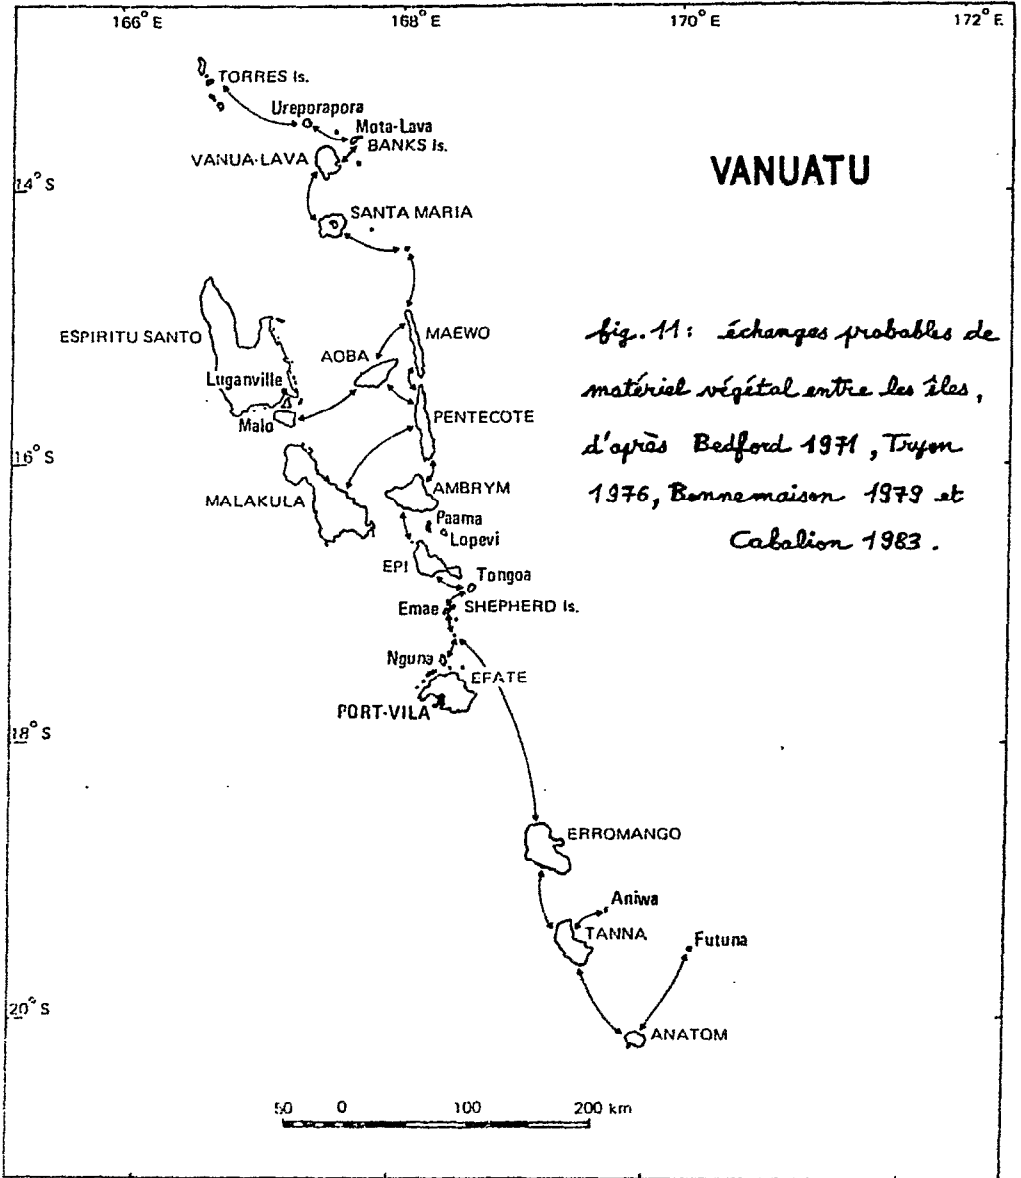 166° E 168° E 170° E 172° E
TORRES Is.
Ureporapora
Mota-Lava
BANKS Is.
VANUA-LAVA
VANUATU
14° S
SANTA MARIA
ESPIRITU SANTO
MAEWO
fig. 11 : échanges probables de
AOBA
Luganville
matériel végétal entre les îles,
Malo
PENTECOTE
d'après Bedford 1971, Tryon
16° S
MALAKULA
AMBRYM
1976, Bonnemaison 1979 et
Paama
Lopevi
Cabalion 1983.
EPI
Tongoa
Emae
SHEPHERD Is.
Nguna
EFATE
PORT-VILA
18° S
ERROMANGO
Aniwa
TANNA
Futuna
20° S
ANATOM
50 0 100 200 km